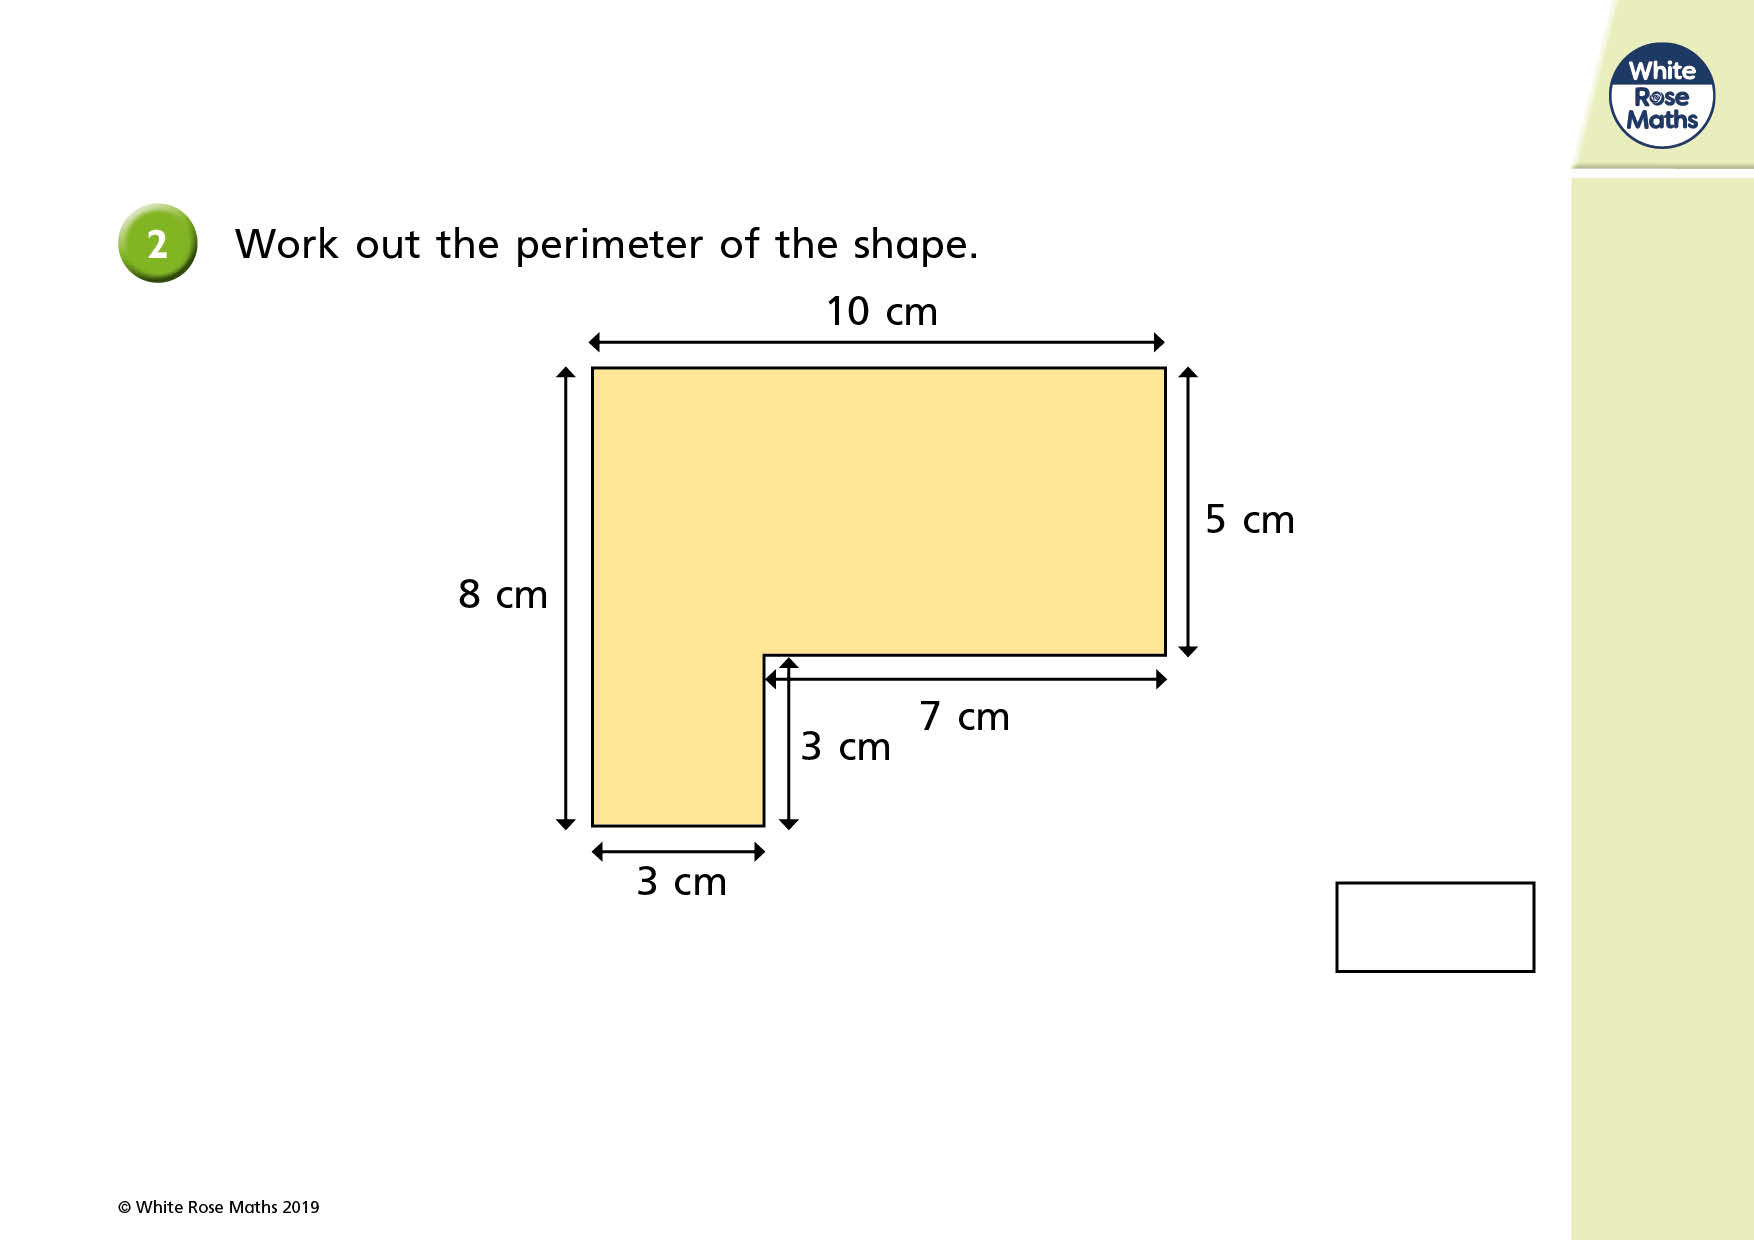 White
Rose
Maths
2 Work out the perimeter of the shape.
10 cm
5 cm
8 cm
7 cm
3 cm
3 cm
© White Rose Maths 2019